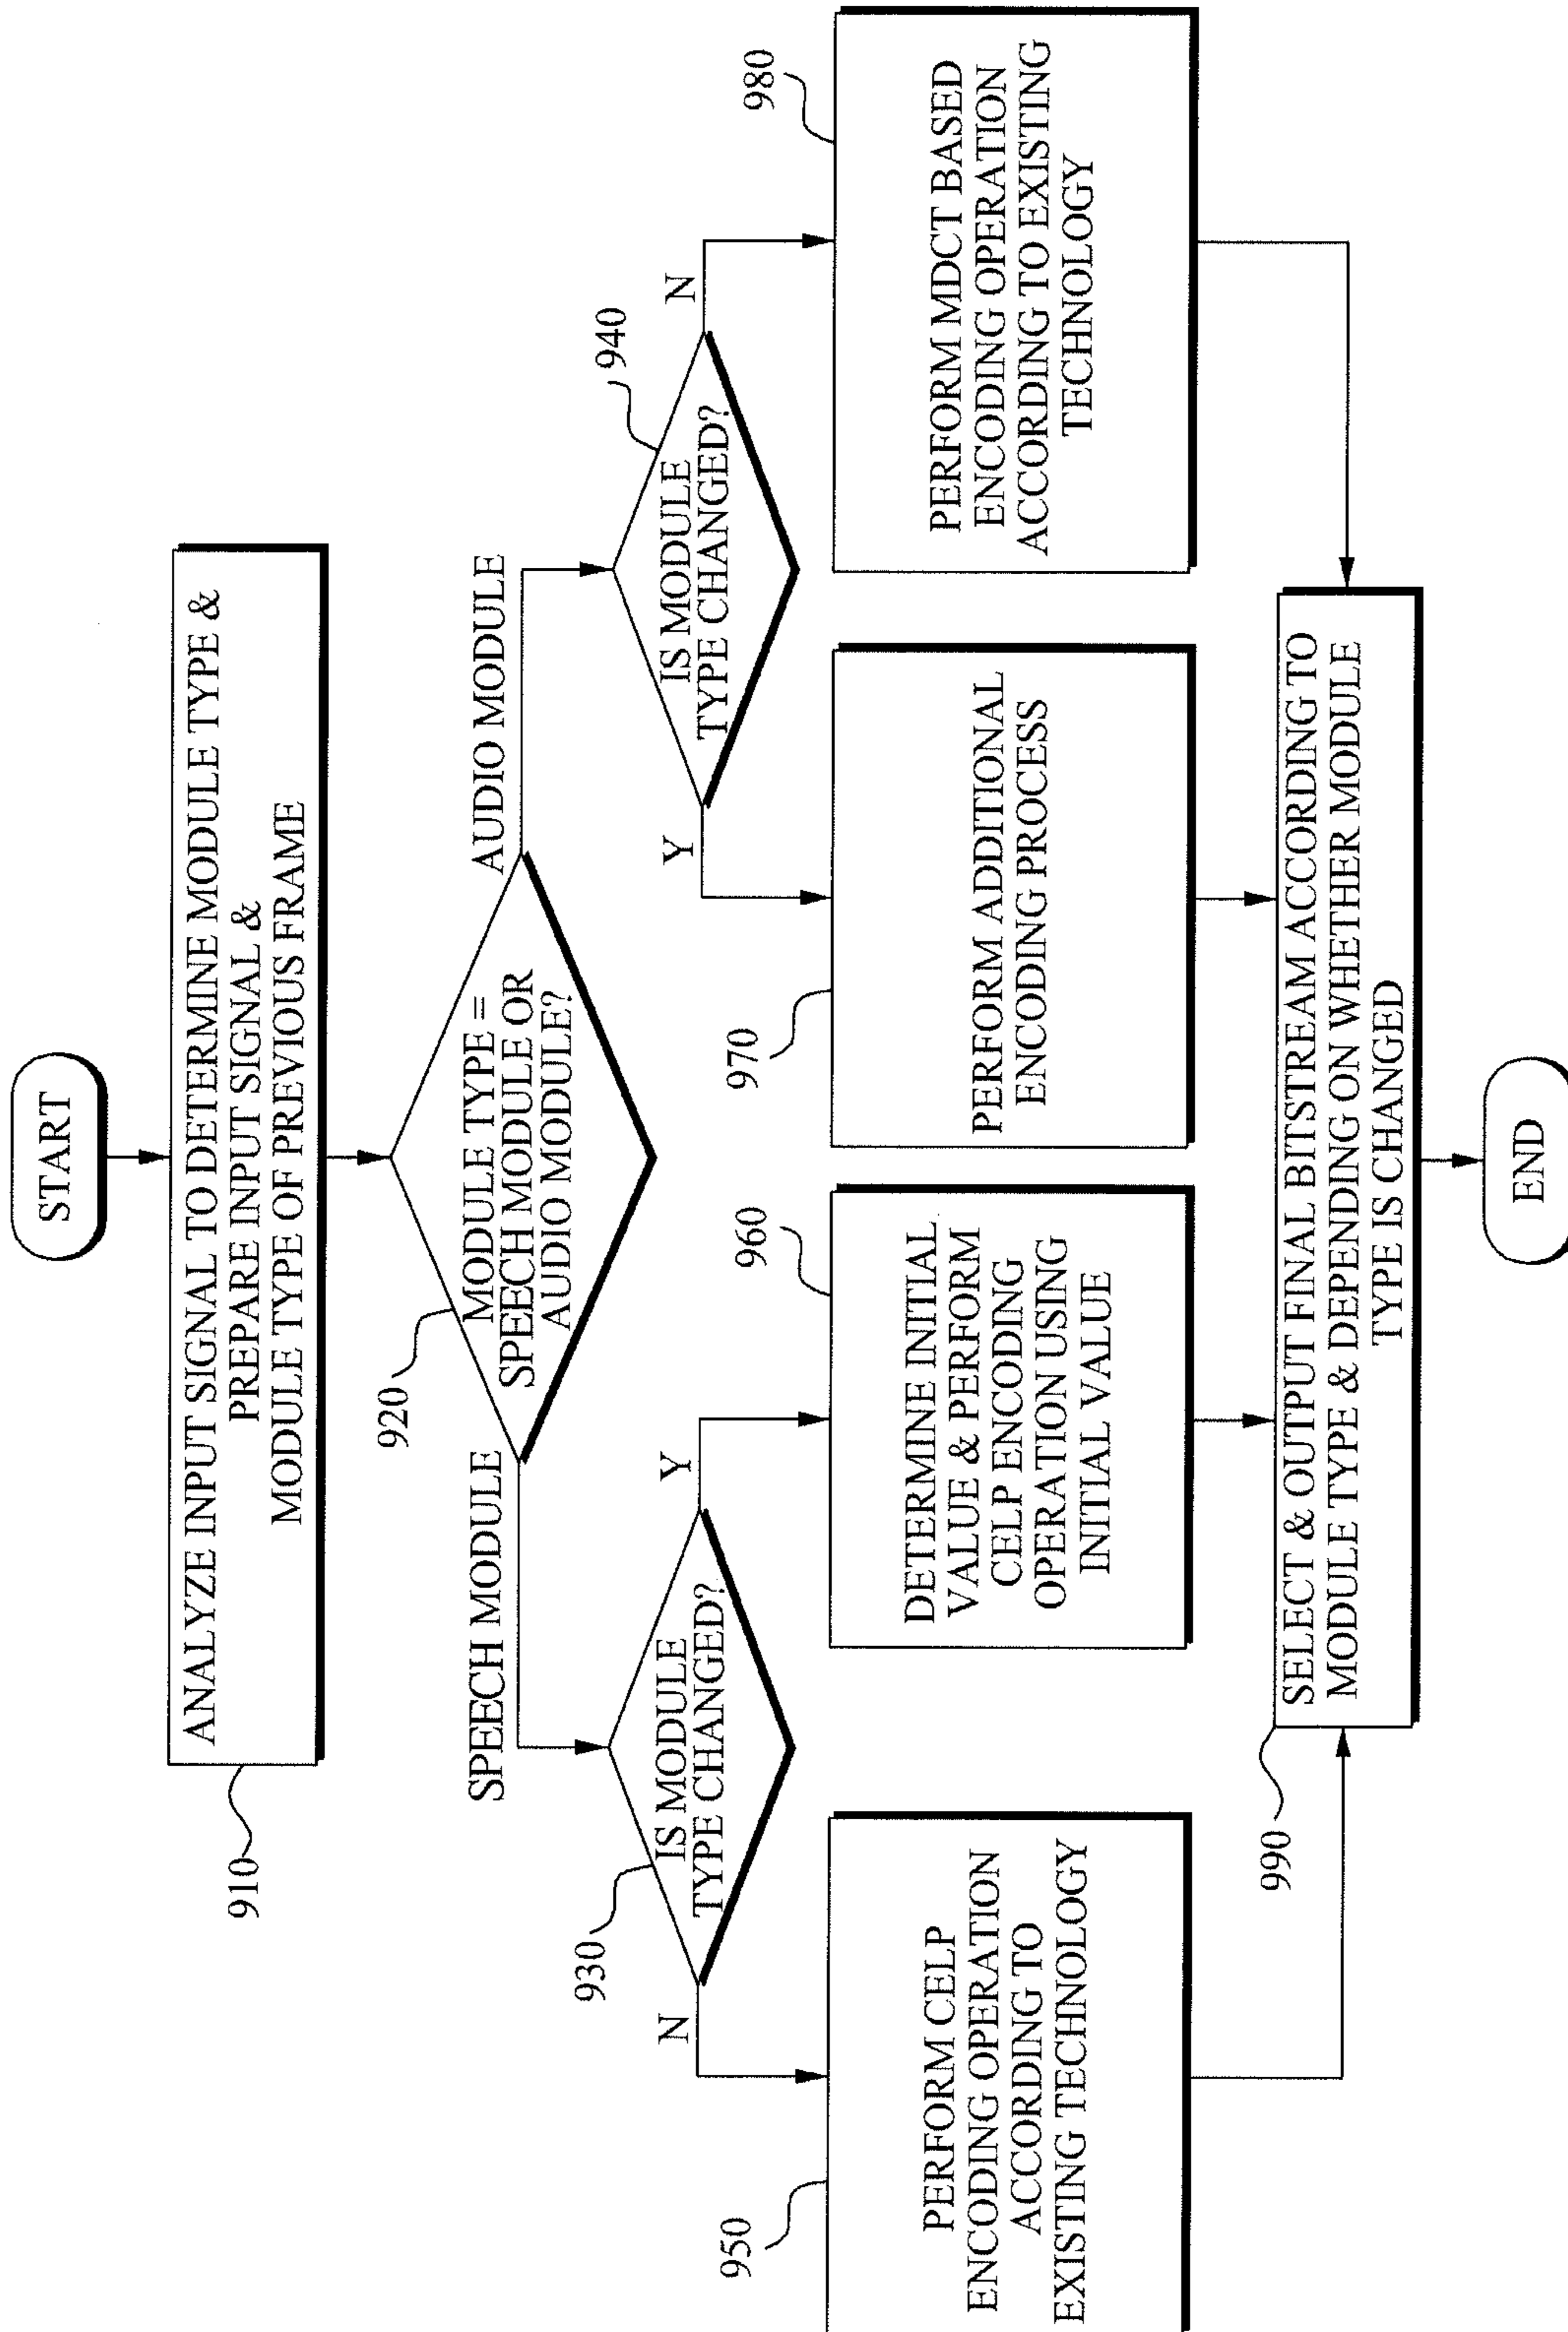 START
910
ANALYZE INPUT SIGNAL TO DETERMINE MODULE TYPE &
PREPARE INPUT SIGNAL &
MODULE TYPE OF PREVIOUS FRAME
920
MODULE TYPE =
SPEECH MODULE OR
AUDIO MODULE?
SPEECH MODULE
AUDIO MODULE
930
IS MODULE
TYPE CHANGED?
N
Y
940
IS MODULE
TYPE CHANGED?
Y
N
950
PERFORM CELP
ENCODING OPERATION
ACCORDING TO
EXISTING TECHNOLOGY
960
DETERMINE INITIAL
VALUE & PERFORM
CELP ENCODING
OPERATION USING
INITIAL VALUE
970
PERFORM ADDITIONAL
ENCODING PROCESS
980
PERFORM MDCT BASED
ENCODING OPERATION
ACCORDING TO EXISTING
TECHNOLOGY
990
SELECT & OUTPUT FINAL BITSTREAM ACCORDING TO
MODULE TYPE & DEPENDING ON WHETHER MODULE
TYPE IS CHANGED
END